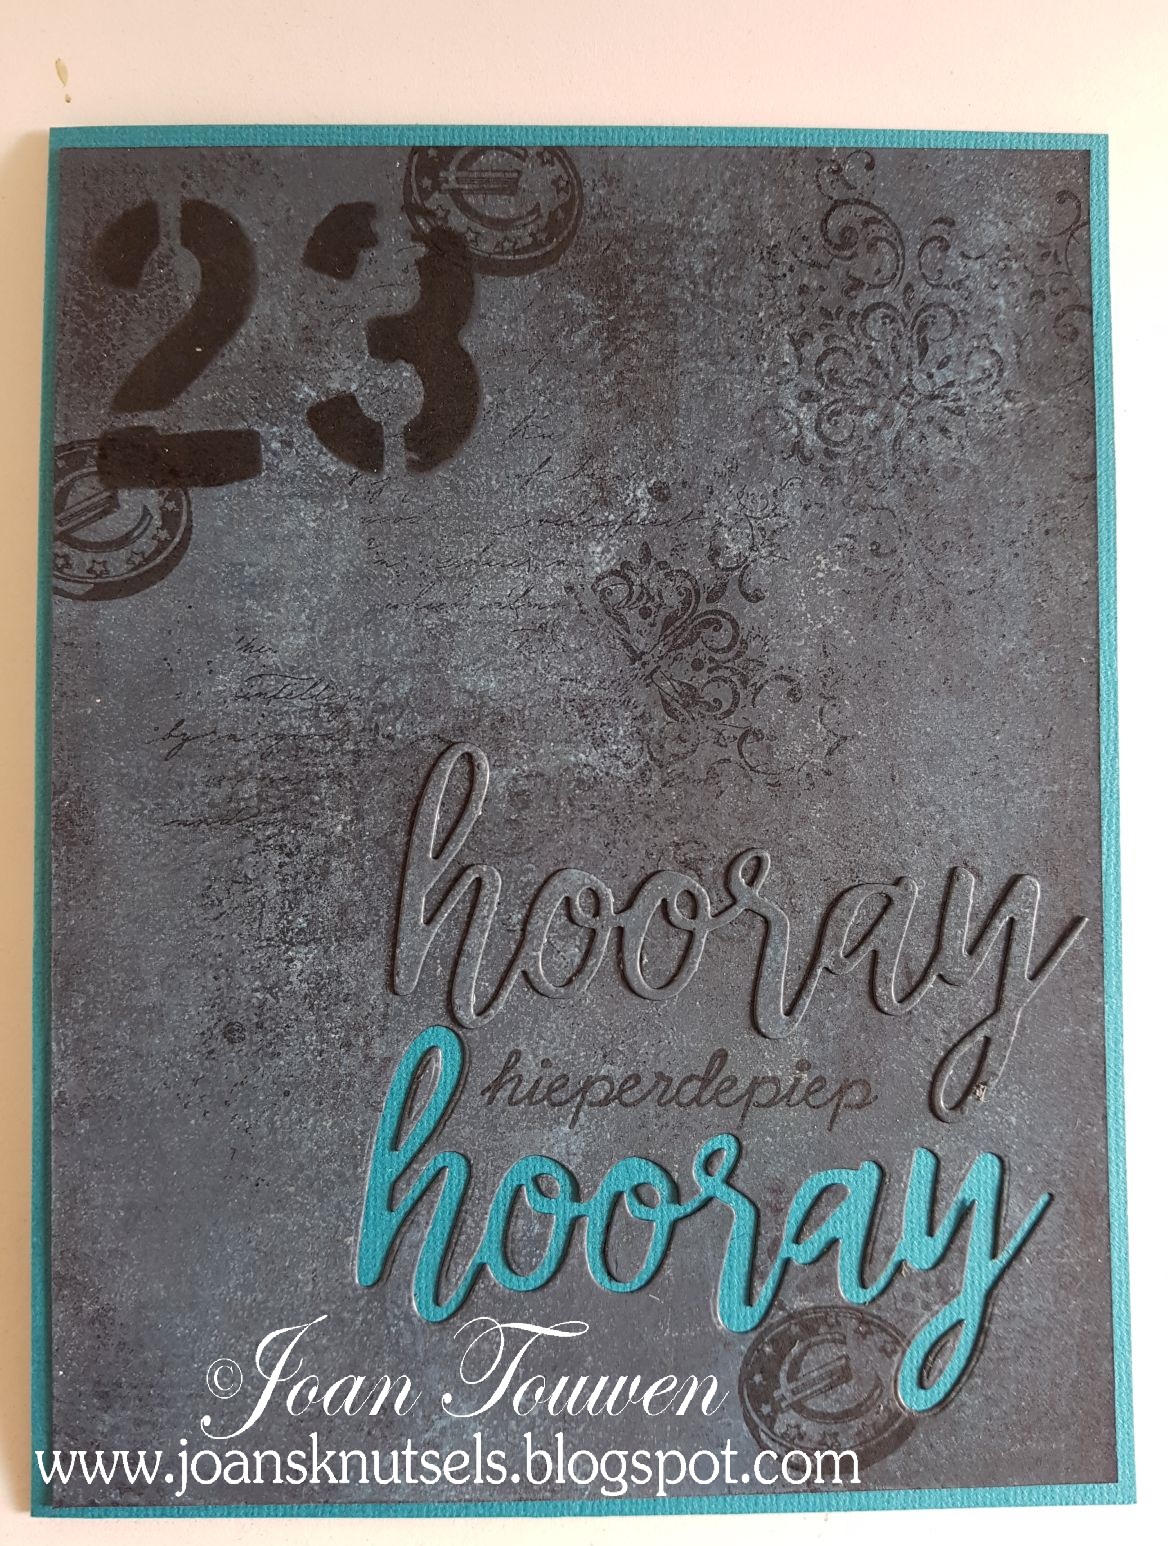 23
hooray
hieperdepiep
hooray
©Joan Touwen
www.joansknutsels.blogspot.com